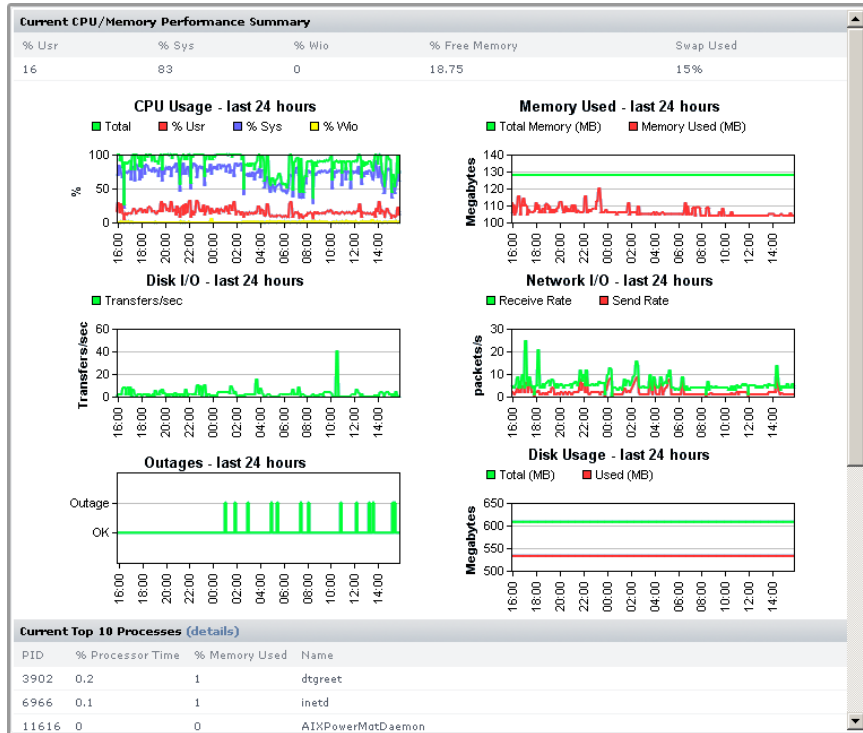 Current CPU/Memory Performance Summary
% Usr % Sys % Wio % Free Memory Swap Used
16 83 0 18.75 15%
CPU Usage - last 24 hours
Total % Usr % Sys % Wio
100
50
0
%
16:00 18:00 20:00 22:00 00:00 02:00 04:00 06:00 08:00 10:00 12:00 14:00
Memory Used - last 24 hours
Total Memory (MB) Memory Used (MB)
140
130
120
110
100
Megabytes
16:00 18:00 20:00 22:00 00:00 02:00 04:00 06:00 08:00 10:00 12:00 14:00
Disk I/O - last 24 hours
Transfers/sec
60
40
20
0
Transfers/sec
16:00 18:00 20:00 22:00 00:00 02:00 04:00 06:00 08:00 10:00 12:00 14:00
Network I/O - last 24 hours
Receive Rate Send Rate
30
20
10
0
packets/s
16:00 18:00 20:00 22:00 00:00 02:00 04:00 06:00 08:00 10:00 12:00 14:00
Outages - last 24 hours
Outage
OK
16:00 18:00 20:00 22:00 00:00 02:00 04:00 06:00 08:00 10:00 12:00 14:00
Disk Usage - last 24 hours
Total (MB) Used (MB)
650
600
550
500
Megabytes
16:00 18:00 20:00 22:00 00:00 02:00 04:00 06:00 08:00 10:00 12:00 14:00
Current Top 10 Processes (details)
PID % Processor Time % Memory Used Name
3902 0.2 1 dtgreet
6966 0.1 1 inetd
11616 0 0 AIXPowerMgtDaemon